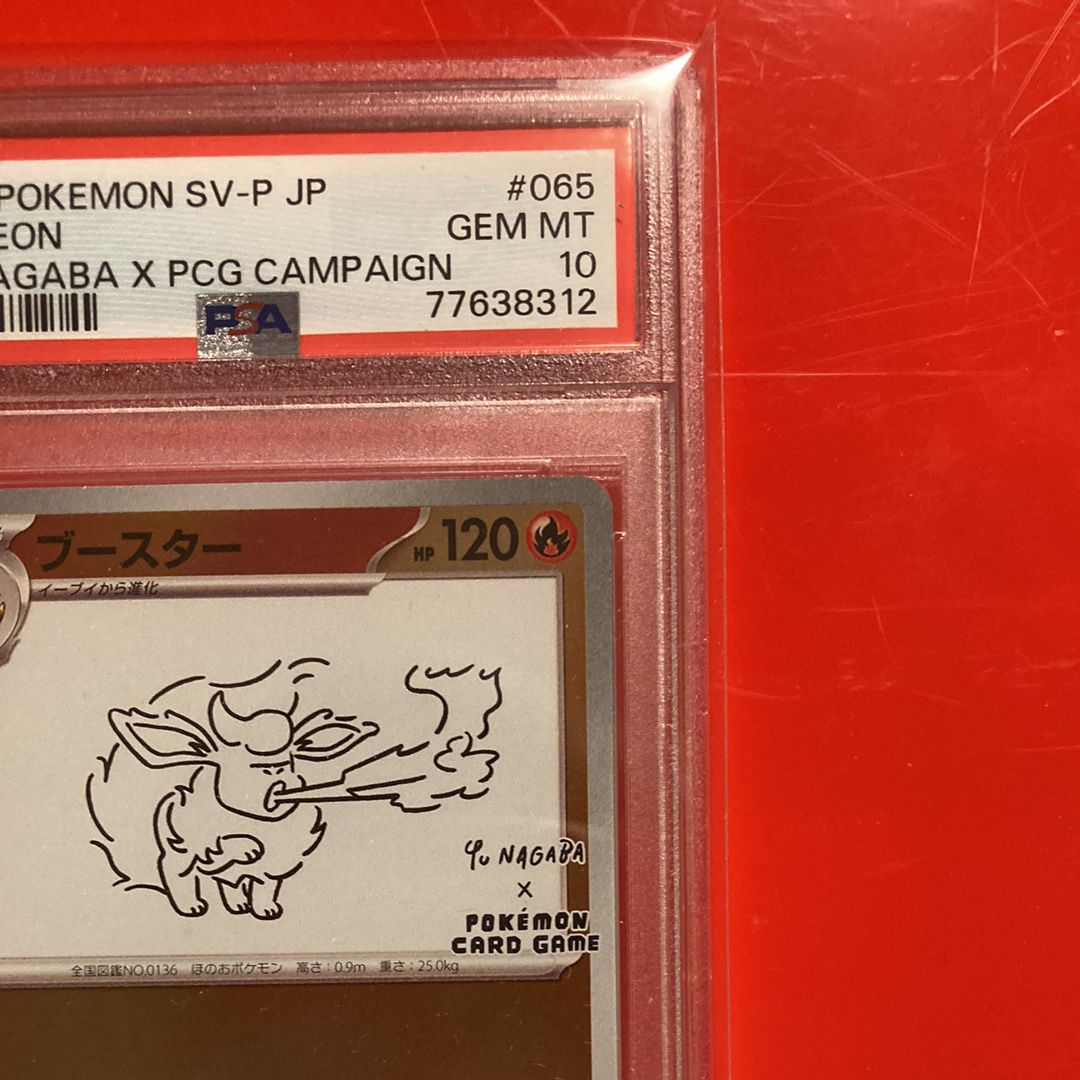 POKEMON SV-P JP #065
EON GEM MT
AGABA X PCG CAMPAIGN 10
PSA 77638312
ブースター HP 120
イーブイから進化
Yu NAGABA
X
POKÉMON
CARD GAME
全国図鑑NO.0136 ほのおポケモン 高さ:0.9m 重さ:25.0kg